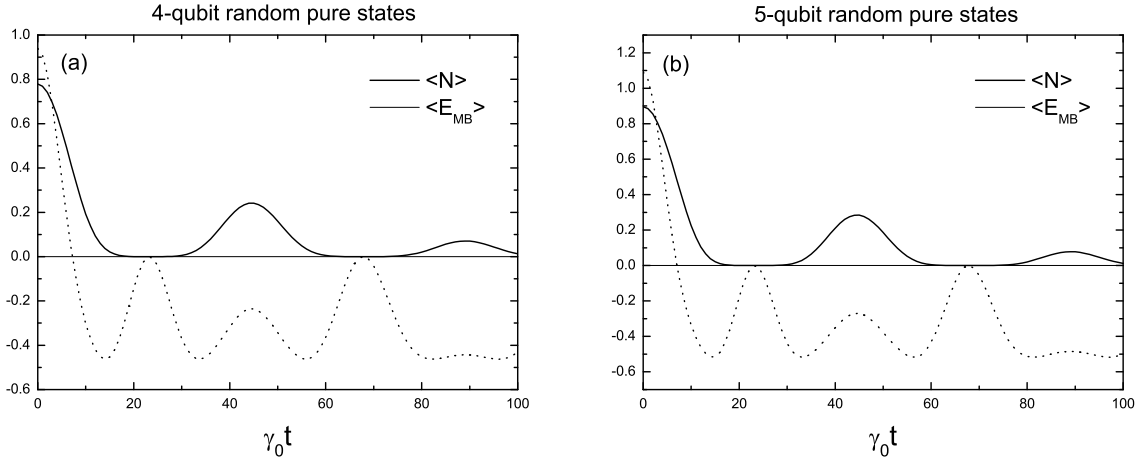 4-qubit random pure states
(a)
<N>
<E_MB>
1.0
0.8
0.6
0.4
0.2
0.0
-0.2
-0.4
-0.6
0 20 40 60 80 100
γ_0t
5-qubit random pure states
(b)
<N>
<E_MB>
1.2
1.0
0.8
0.6
0.4
0.2
0.0
-0.2
-0.4
-0.6
0 20 40 60 80 100
γ_0t